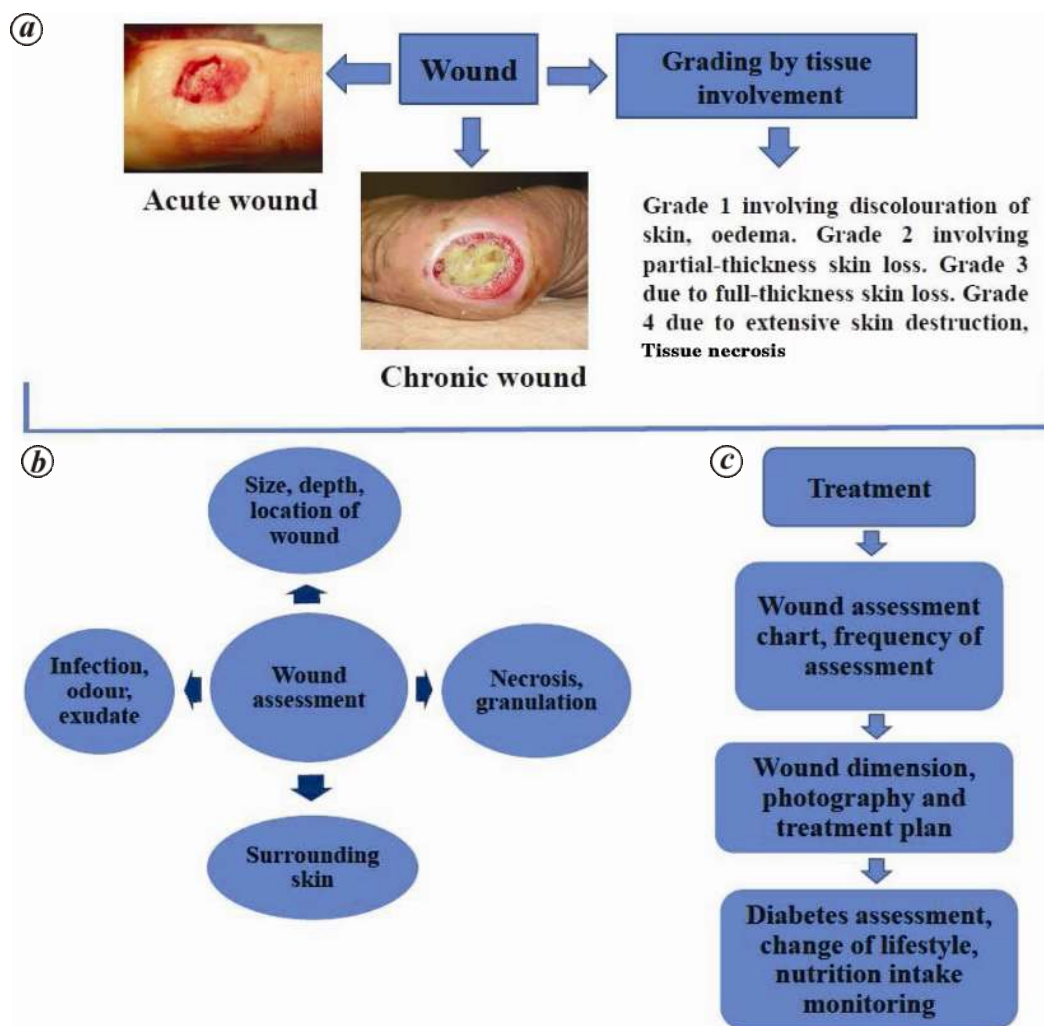 a
Wound
Grading by tissue
involvement
Acute wound
Chronic wound
Grade 1 involving discolouration of
skin, oedema. Grade 2 involving
partial-thickness skin loss. Grade 3
due to full-thickness skin loss. Grade
4 due to extensive skin destruction,
Tissue necrosis
b
Size, depth,
location of
wound
Infection,
odour,
exudate
Wound
assessment
Necrosis,
granulation
Surrounding
skin
c
Treatment
Wound assessment
chart, frequency of
assessment
Wound dimension,
photography and
treatment plan
Diabetes assessment,
change of lifestyle,
nutrition intake
monitoring